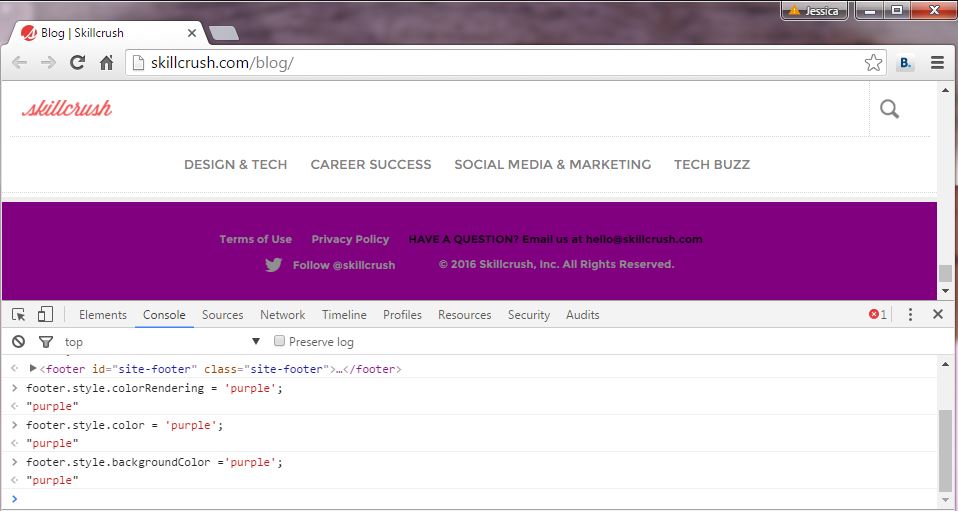 Jessica
Blog | Skillcrush
skillcrush.com/blog/
B.
skillcrush
DESIGN & TECH CAREER SUCCESS SOCIAL MEDIA & MARKETING TECH BUZZ
Terms of Use Privacy Policy HAVE A QUESTION? Email us at hello@skillcrush.com
Follow @skillcrush © 2016 Skillcrush, Inc. All Rights Reserved.
Elements Console Sources Network Timeline Profiles Resources Security Audits 1
top Preserve log
<footer id="site-footer" class="site-footer">…</footer>
footer.style.colorRendering = 'purple';
"purple"
footer.style.color = 'purple';
"purple"
footer.style.backgroundColor ='purple';
"purple"